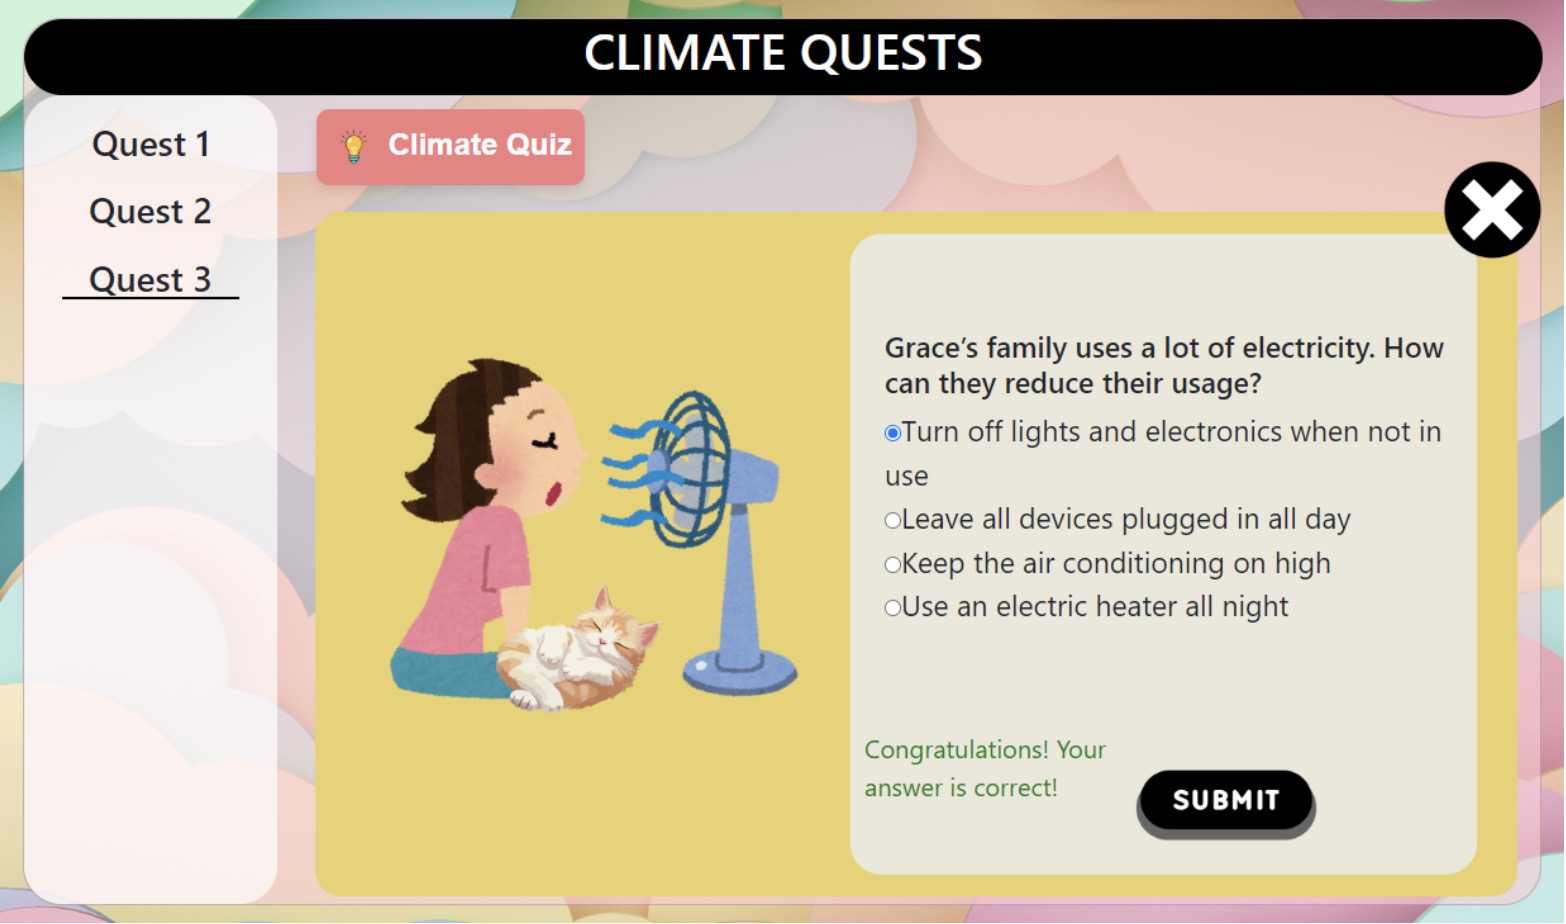 CLIMATE QUESTS
Quest 1
Quest 2
Quest 3
Climate Quiz
Grace’s family uses a lot of electricity. How
can they reduce their usage?
Turn off lights and electronics when not in
use
Leave all devices plugged in all day
Keep the air conditioning on high
Use an electric heater all night
Congratulations! Your
answer is correct!
SUBMIT